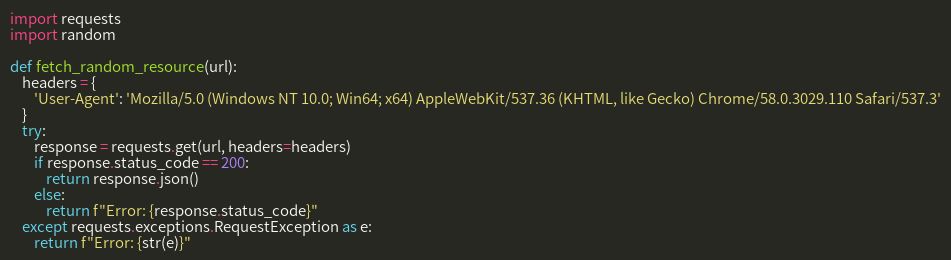 import requests
import random

def fetch_random_resource(url):
    headers = {
        'User-Agent': 'Mozilla/5.0 (Windows NT 10.0; Win64; x64) AppleWebKit/537.36 (KHTML, like Gecko) Chrome/58.0.3029.110 Safari/537.3'
    }
    try:
        response = requests.get(url, headers=headers)
        if response.status_code == 200:
            return response.json()
        else:
            return f"Error: {response.status_code}"
    except requests.exceptions.RequestException as e:
        return f"Error: {str(e)}"